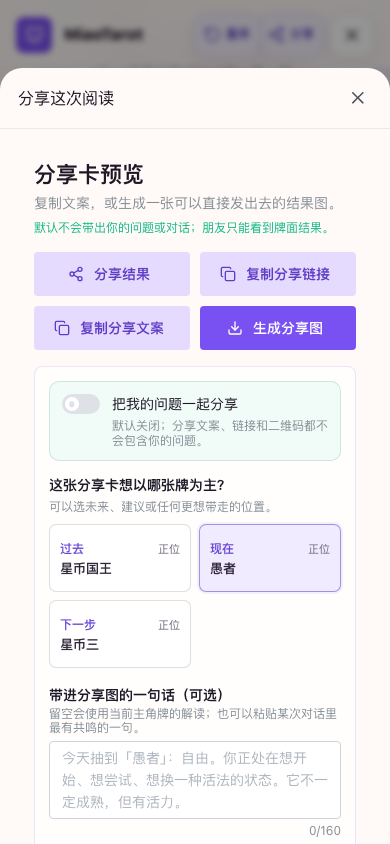 MiaoTarot
分享这次阅读
分享卡预览
复制文案，或生成一张可以直接发出去的结果图。
默认不会带出你的问题或对话；朋友只能看到牌面结果。
分享结果
复制分享链接
复制分享文案
生成分享图
把我的问题一起分享
默认关闭；分享文案、链接和二维码都不
会包含你的问题。
这张分享卡想以哪张牌为主？
可以选未来、建议或任何更想带走的位置。
过去 正位
星币国王
现在 正位
愚者
下一步 正位
星币三
带进分享图的一句话（可选）
留空会使用当前主角牌的解读；也可以粘贴某次对话里
最有共鸣的一句。
今天抽到「愚者」：自由。你正处在想开
始、想尝试、想换一种活法的状态。它不一
定成熟，但有活力。
0/160